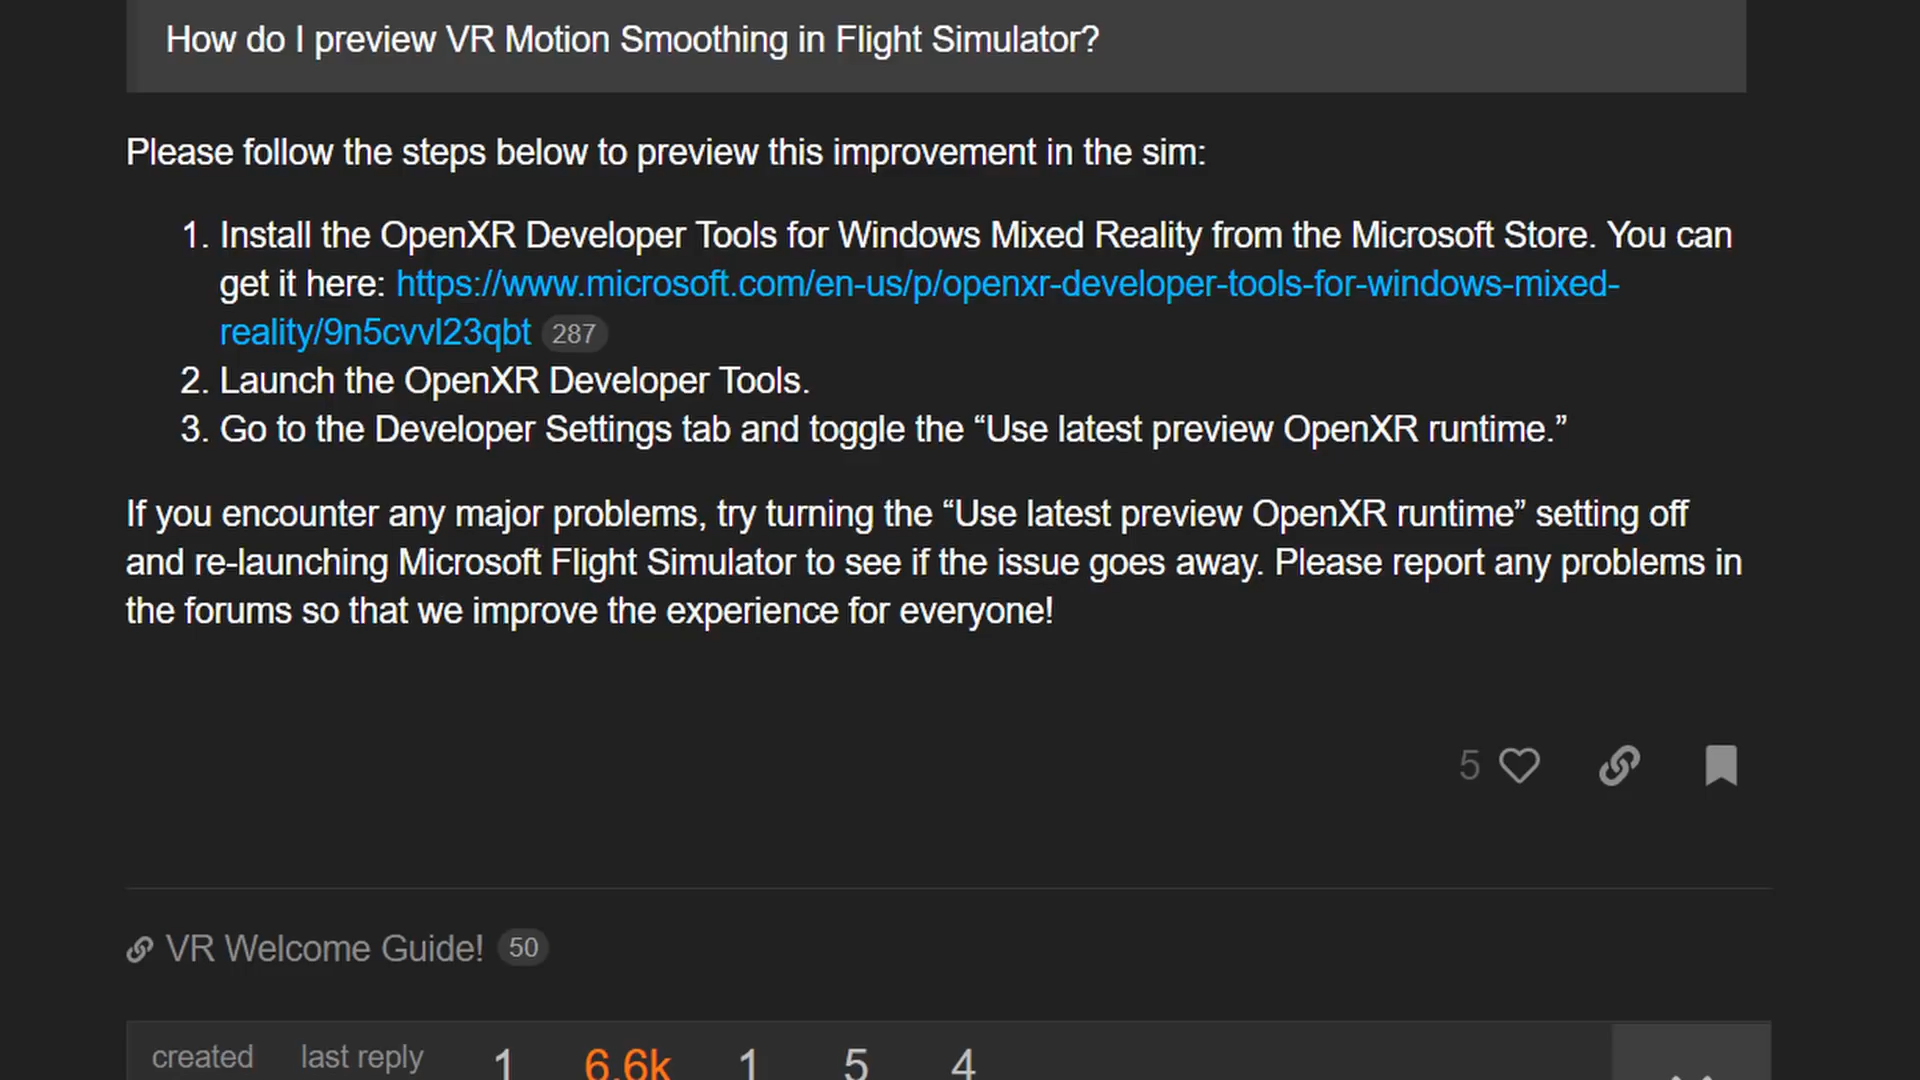 How do I preview VR Motion Smoothing in Flight Simulator?
Please follow the steps below to preview this improvement in the sim:
1. Install the OpenXR Developer Tools for Windows Mixed Reality from the Microsoft Store. You can
get it here: https://www.microsoft.com/en-us/p/openxr-developer-tools-for-windows-mixed-
reality/9n5cvvl23qbt 287
2. Launch the OpenXR Developer Tools.
3. Go to the Developer Settings tab and toggle the “Use latest preview OpenXR runtime.”
If you encounter any major problems, try turning the “Use latest preview OpenXR runtime” setting off
and re-launching Microsoft Flight Simulator to see if the issue goes away. Please report any problems in
the forums so that we improve the experience for everyone!
5
VR Welcome Guide! 50
created last reply 1 6.6k 1 5 4